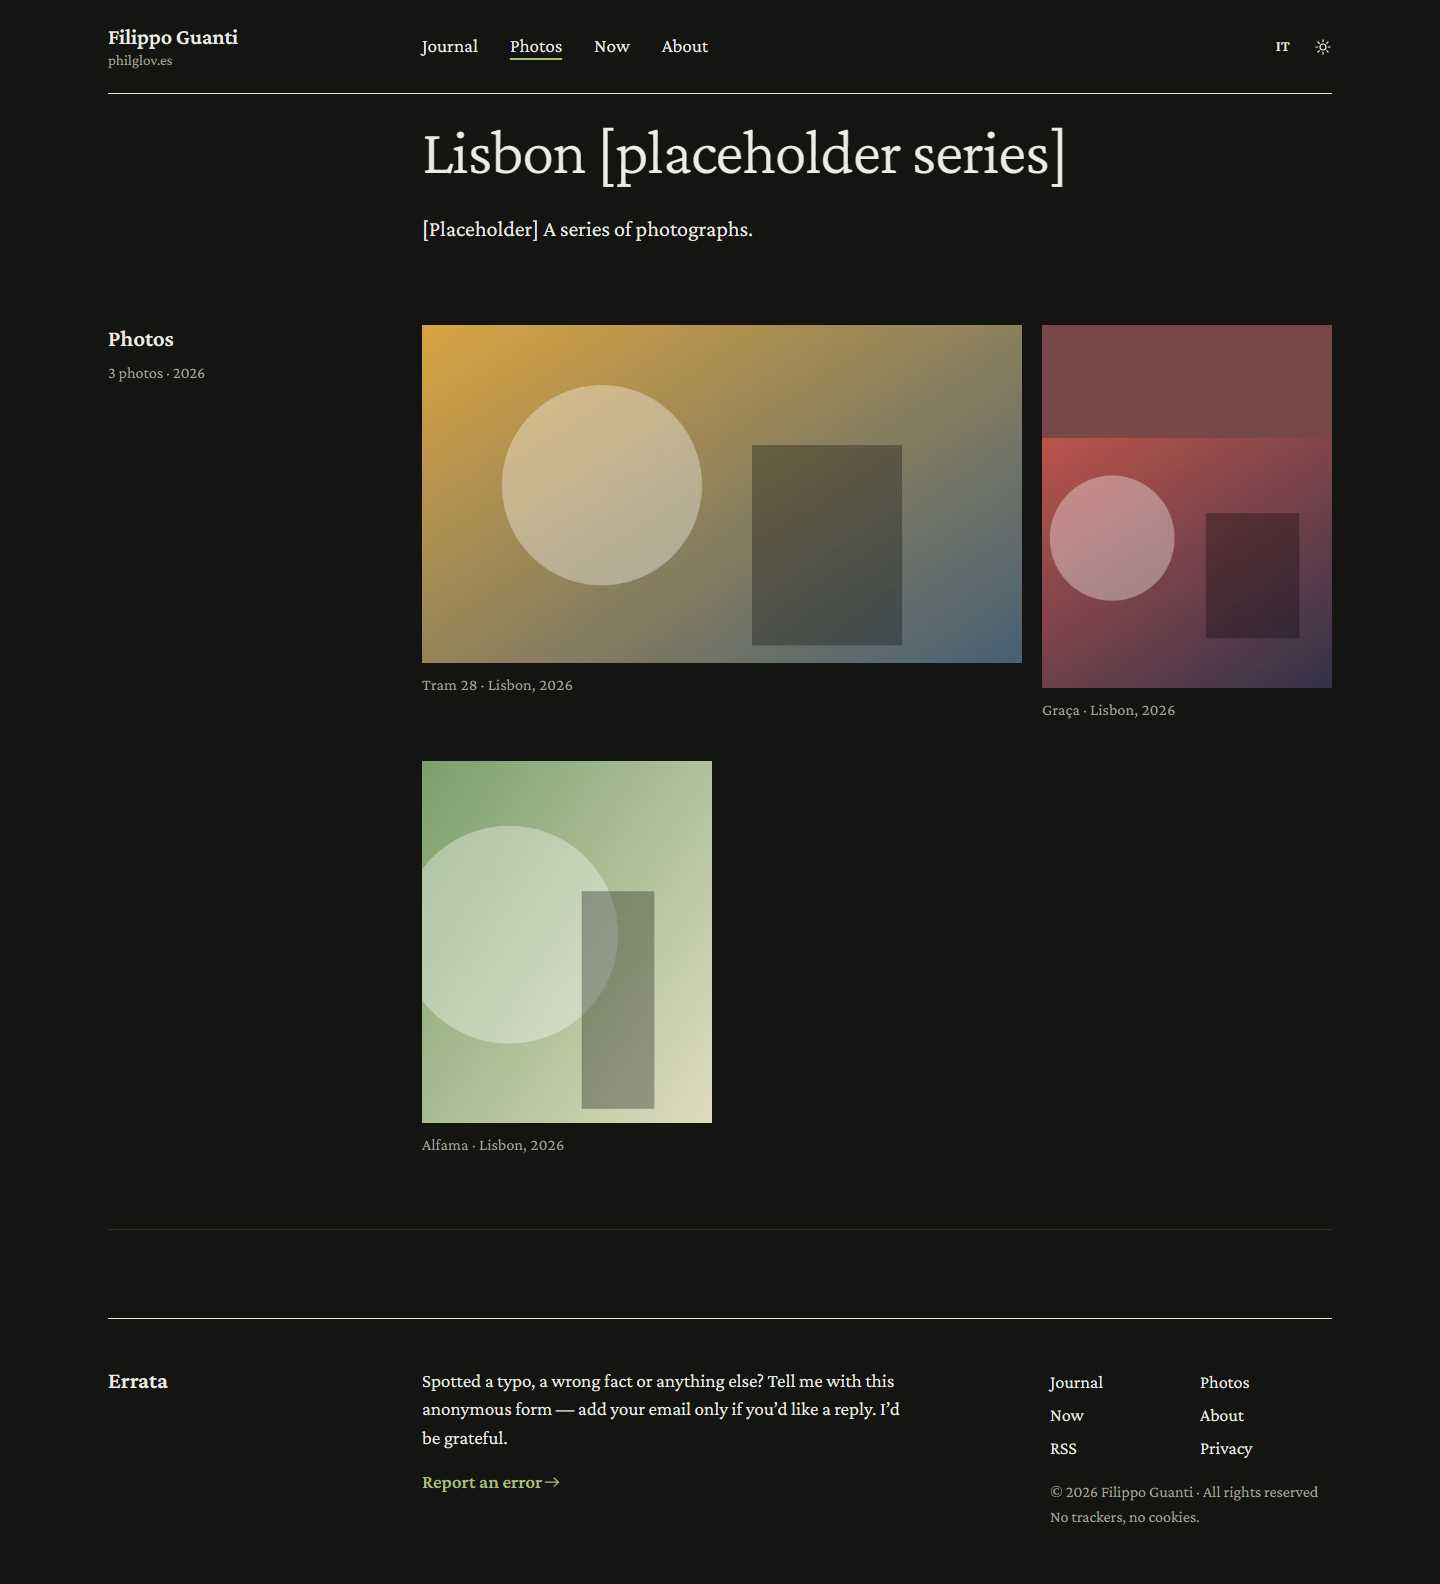 Filippo Guanti
philglov.es
Journal
Photos
Now
About
IT
Lisbon [placeholder series]
[Placeholder] A series of photographs.
Photos
3 photos · 2026
Tram 28 · Lisbon, 2026
Graça · Lisbon, 2026
Alfama · Lisbon, 2026
Errata
Spotted a typo, a wrong fact or anything else? Tell me with this
anonymous form — add your email only if you’d like a reply. I’d
be grateful.
Report an error→
Journal
Photos
Now
About
RSS
Privacy
© 2026 Filippo Guanti · All rights reserved
No trackers, no cookies.